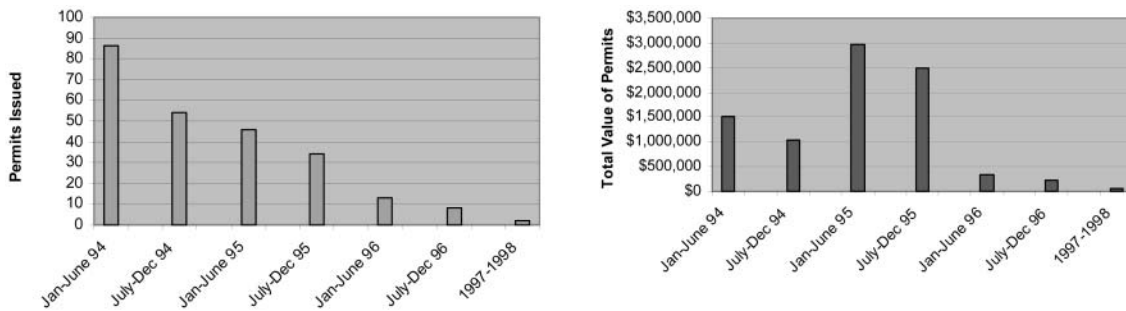 Permits Issued
100
90
80
70
60
50
40
30
20
10
0
Jan-June 94
July-Dec 94
Jan-June 95
July-Dec 95
Jan-June 96
July-Dec 96
1997-1998
Total Value of Permits
$3,500,000
$3,000,000
$2,500,000
$2,000,000
$1,500,000
$1,000,000
$500,000
$0
Jan-June 94
July-Dec 94
Jan-June 95
July-Dec 95
Jan-June 96
July-Dec 96
1997-1998